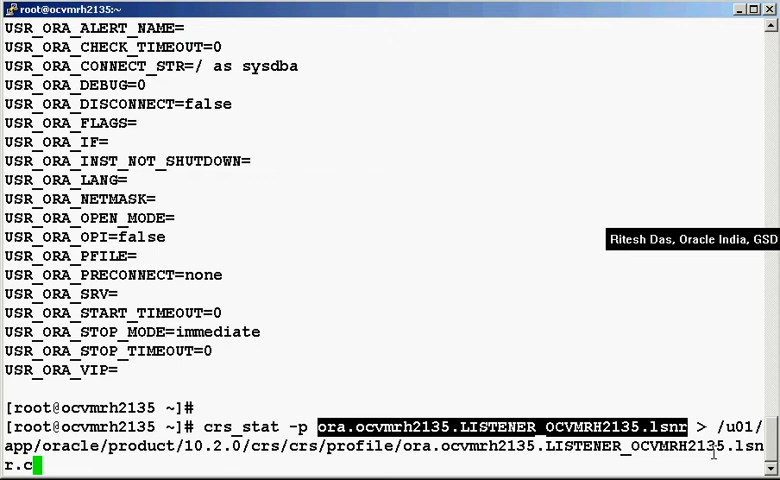 root@ocvmrh2135:~
USR_ORA_ALERT_NAME=
USR_ORA_CHECK_TIMEOUT=0
USR_ORA_CONNECT_STR=/ as sysdba
USR_ORA_DEBUG=0
USR_ORA_DISCONNECT=false
USR_ORA_FLAGS=
USR_ORA_IF=
USR_ORA_INST_NOT_SHUTDOWN=
USR_ORA_LANG=
USR_ORA_NETMASK=
USR_ORA_OPEN_MODE=
USR_ORA_OPI=false
Ritesh Das, Oracle India, GSD
USR_ORA_PFILE=
USR_ORA_PRECONNECT=none
USR_ORA_SRV=
USR_ORA_START_TIMEOUT=0
USR_ORA_STOP_MODE=immediate
USR_ORA_STOP_TIMEOUT=0
USR_ORA_VIP=
[root@ocvmrh2135 ~]#
[root@ocvmrh2135 ~]# crs_stat -p ora.ocvmrh2135.LISTENER_OCVMRH2135.lsnr > /u01/
app/oracle/product/10.2.0/crs/crs/profile/ora.ocvmrh2135.LISTENER_OCVMRH2135.lsn
r.c